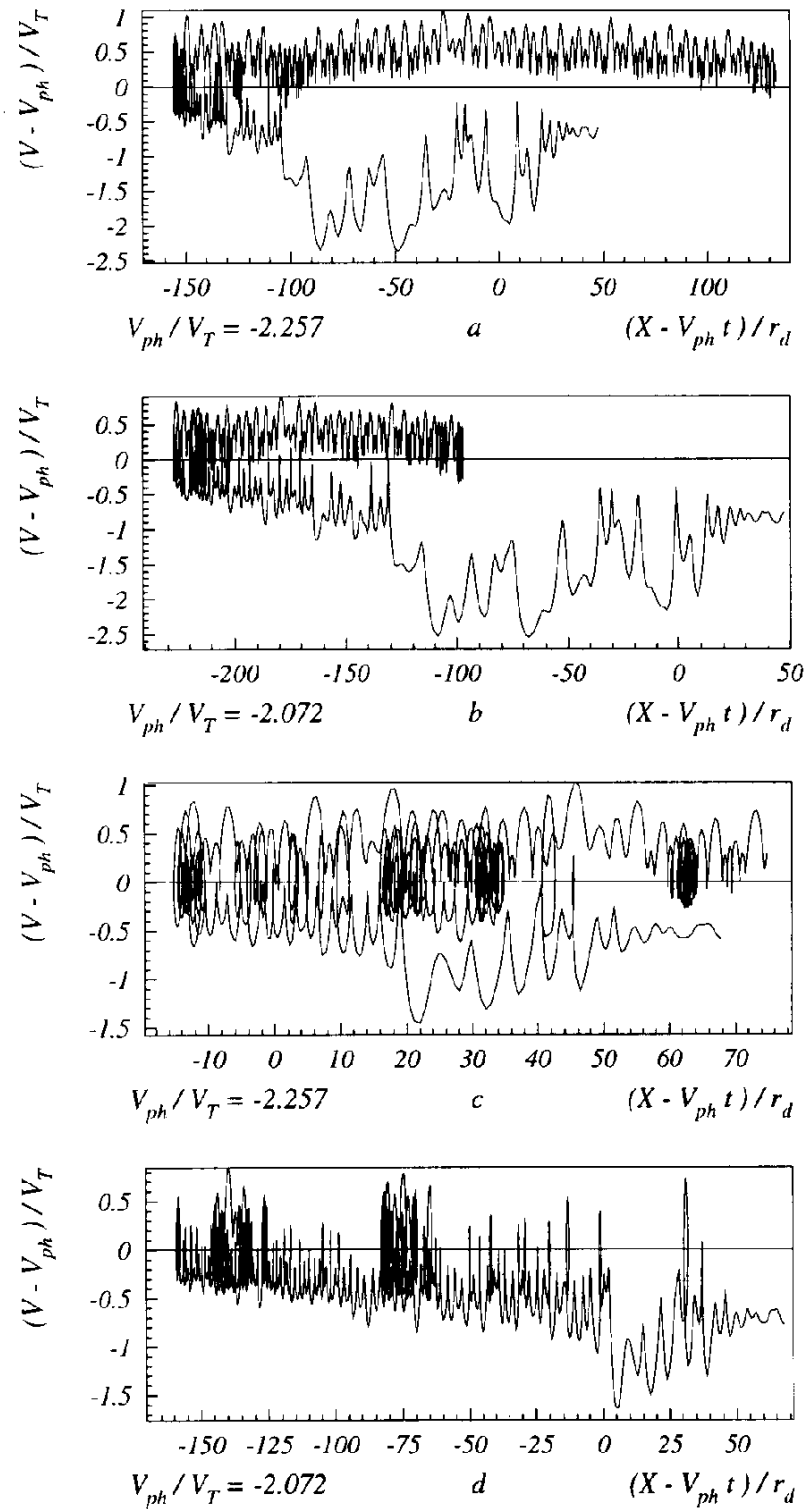 (V - V_ph) / V_T
1
0.5
0
-0.5
-1
-1.5
-2
-2.5
-150 -100 -50 0 50 100
V_ph / V_T = -2.257 a (X - V_ph t) / r_d
(V - V_ph) / V_T
0.5
0
-0.5
-1
-1.5
-2
-2.5
-200 -150 -100 -50 0 50
V_ph / V_T = -2.072 b (X - V_ph t) / r_d
(V - V_ph) / V_T
1
0.5
0
-0.5
-1
-1.5
-10 0 10 20 30 40 50 60 70
V_ph / V_T = -2.257 c (X - V_ph t) / r_d
(V - V_ph) / V_T
0.5
0
-0.5
-1
-1.5
-150 -125 -100 -75 -50 -25 0 25 50
V_ph / V_T = -2.072 d (X - V_ph t) / r_d